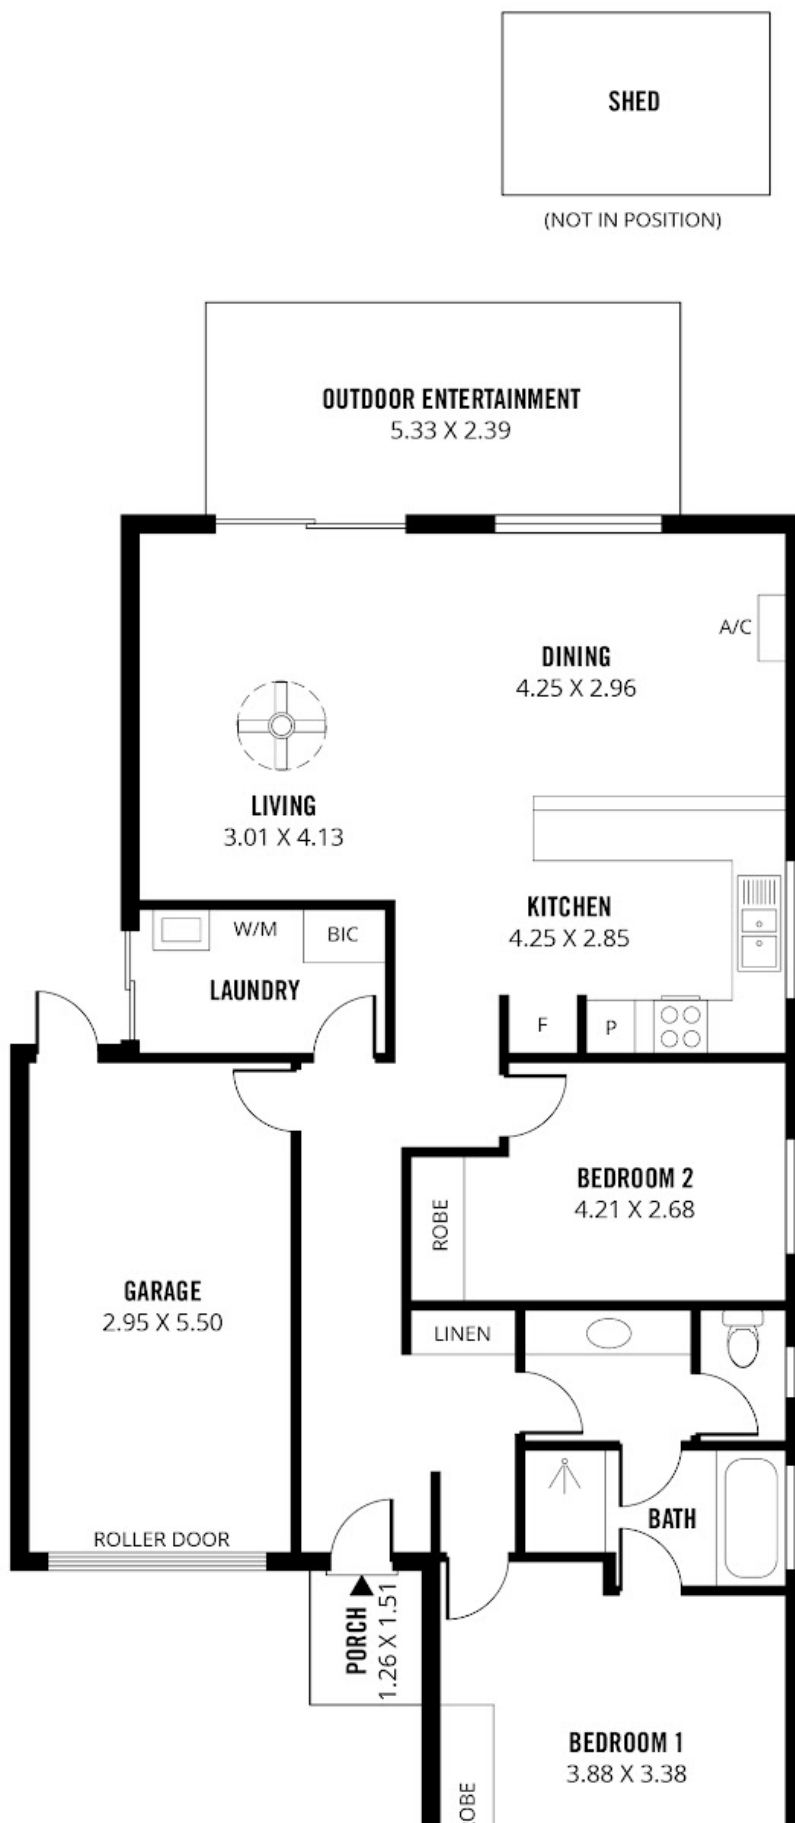 SHED
(NOT IN POSITION)
OUTDOOR ENTERTAINMENT
5.33 X 2.39
A/C
DINING
4.25 X 2.96
LIVING
3.01 X 4.13
KITCHEN
4.25 X 2.85
W/M
BIC
LAUNDRY
F
P
BEDROOM 2
4.21 X 2.68
ROBE
GARAGE
2.95 X 5.50
LINEN
ROLLER DOOR
BATH
PORCH
1.26 X 1.51
BEDROOM 1
3.88 X 3.38
OBE